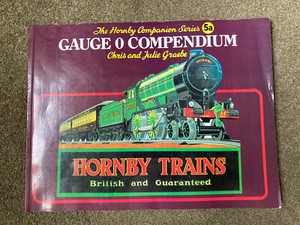 The Hornby Companion Series 5A
GAUGE 0 COMPENDIUM
Chris and Julie Graebe
HORNBY TRAINS
British and Guaranteed